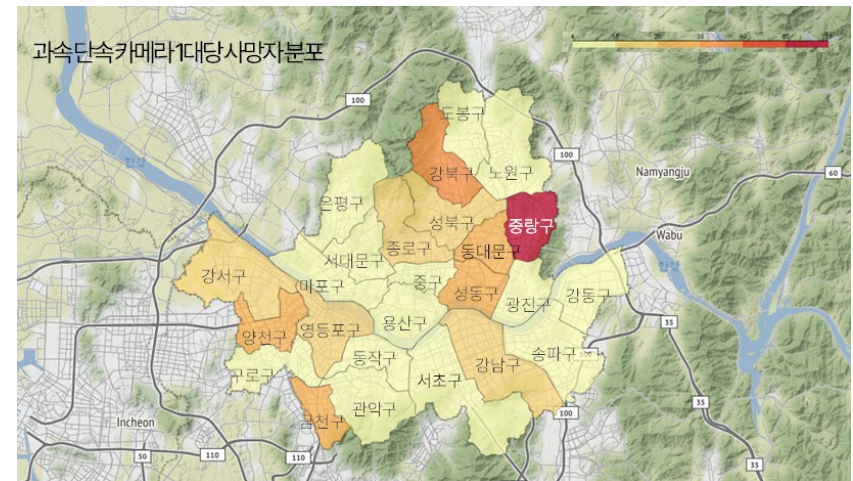 과속단속카메라1대당사망자분포
100
도봉구
100
Namyangju
강북구
노원구
60
은평구
성북구
중랑구
Wabu
종로구
동대문구
서대문구
강서구
마포구
중구
성동구
광진구
강동구
한강
35
양천구
영등포구
용산구
동작구
송파구
구로구
서초구
강남구
35
Incheon
금천구
관악구
100
50
110
110
35